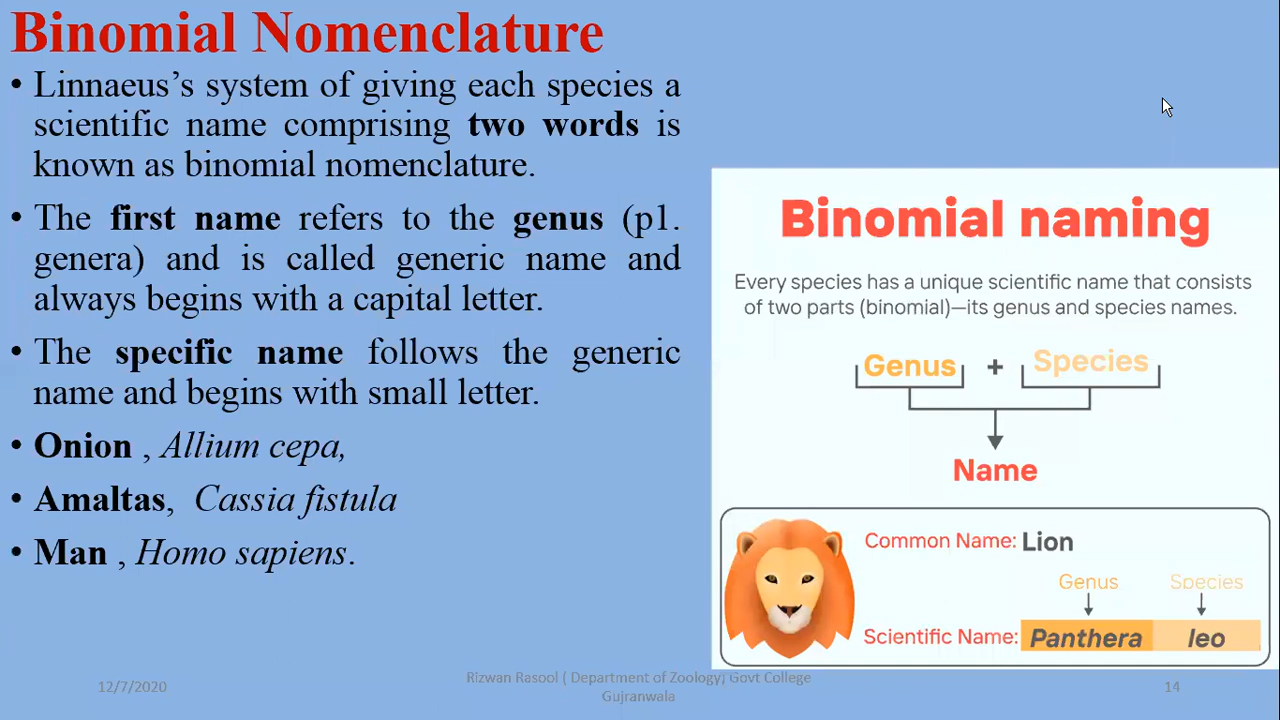 Binomial Nomenclature
• Linnaeus’s system of giving each species a
scientific name comprising two words is
known as binomial nomenclature.
• The first name refers to the genus (p1.
genera) and is called generic name and
always begins with a capital letter.
• The specific name follows the generic
name and begins with small letter.
• Onion , Allium cepa,
• Amaltas, Cassia fistula
• Man , Homo sapiens.
Binomial naming
Every species has a unique scientific name that consists
of two parts (binomial)—its genus and species names.
Genus + Species
Name
Common Name: Lion
Genus Species
Scientific Name: Panthera leo
12/7/2020
Rizwan Rasool ( Department of Zoology) Govt College
Gujranwala
14